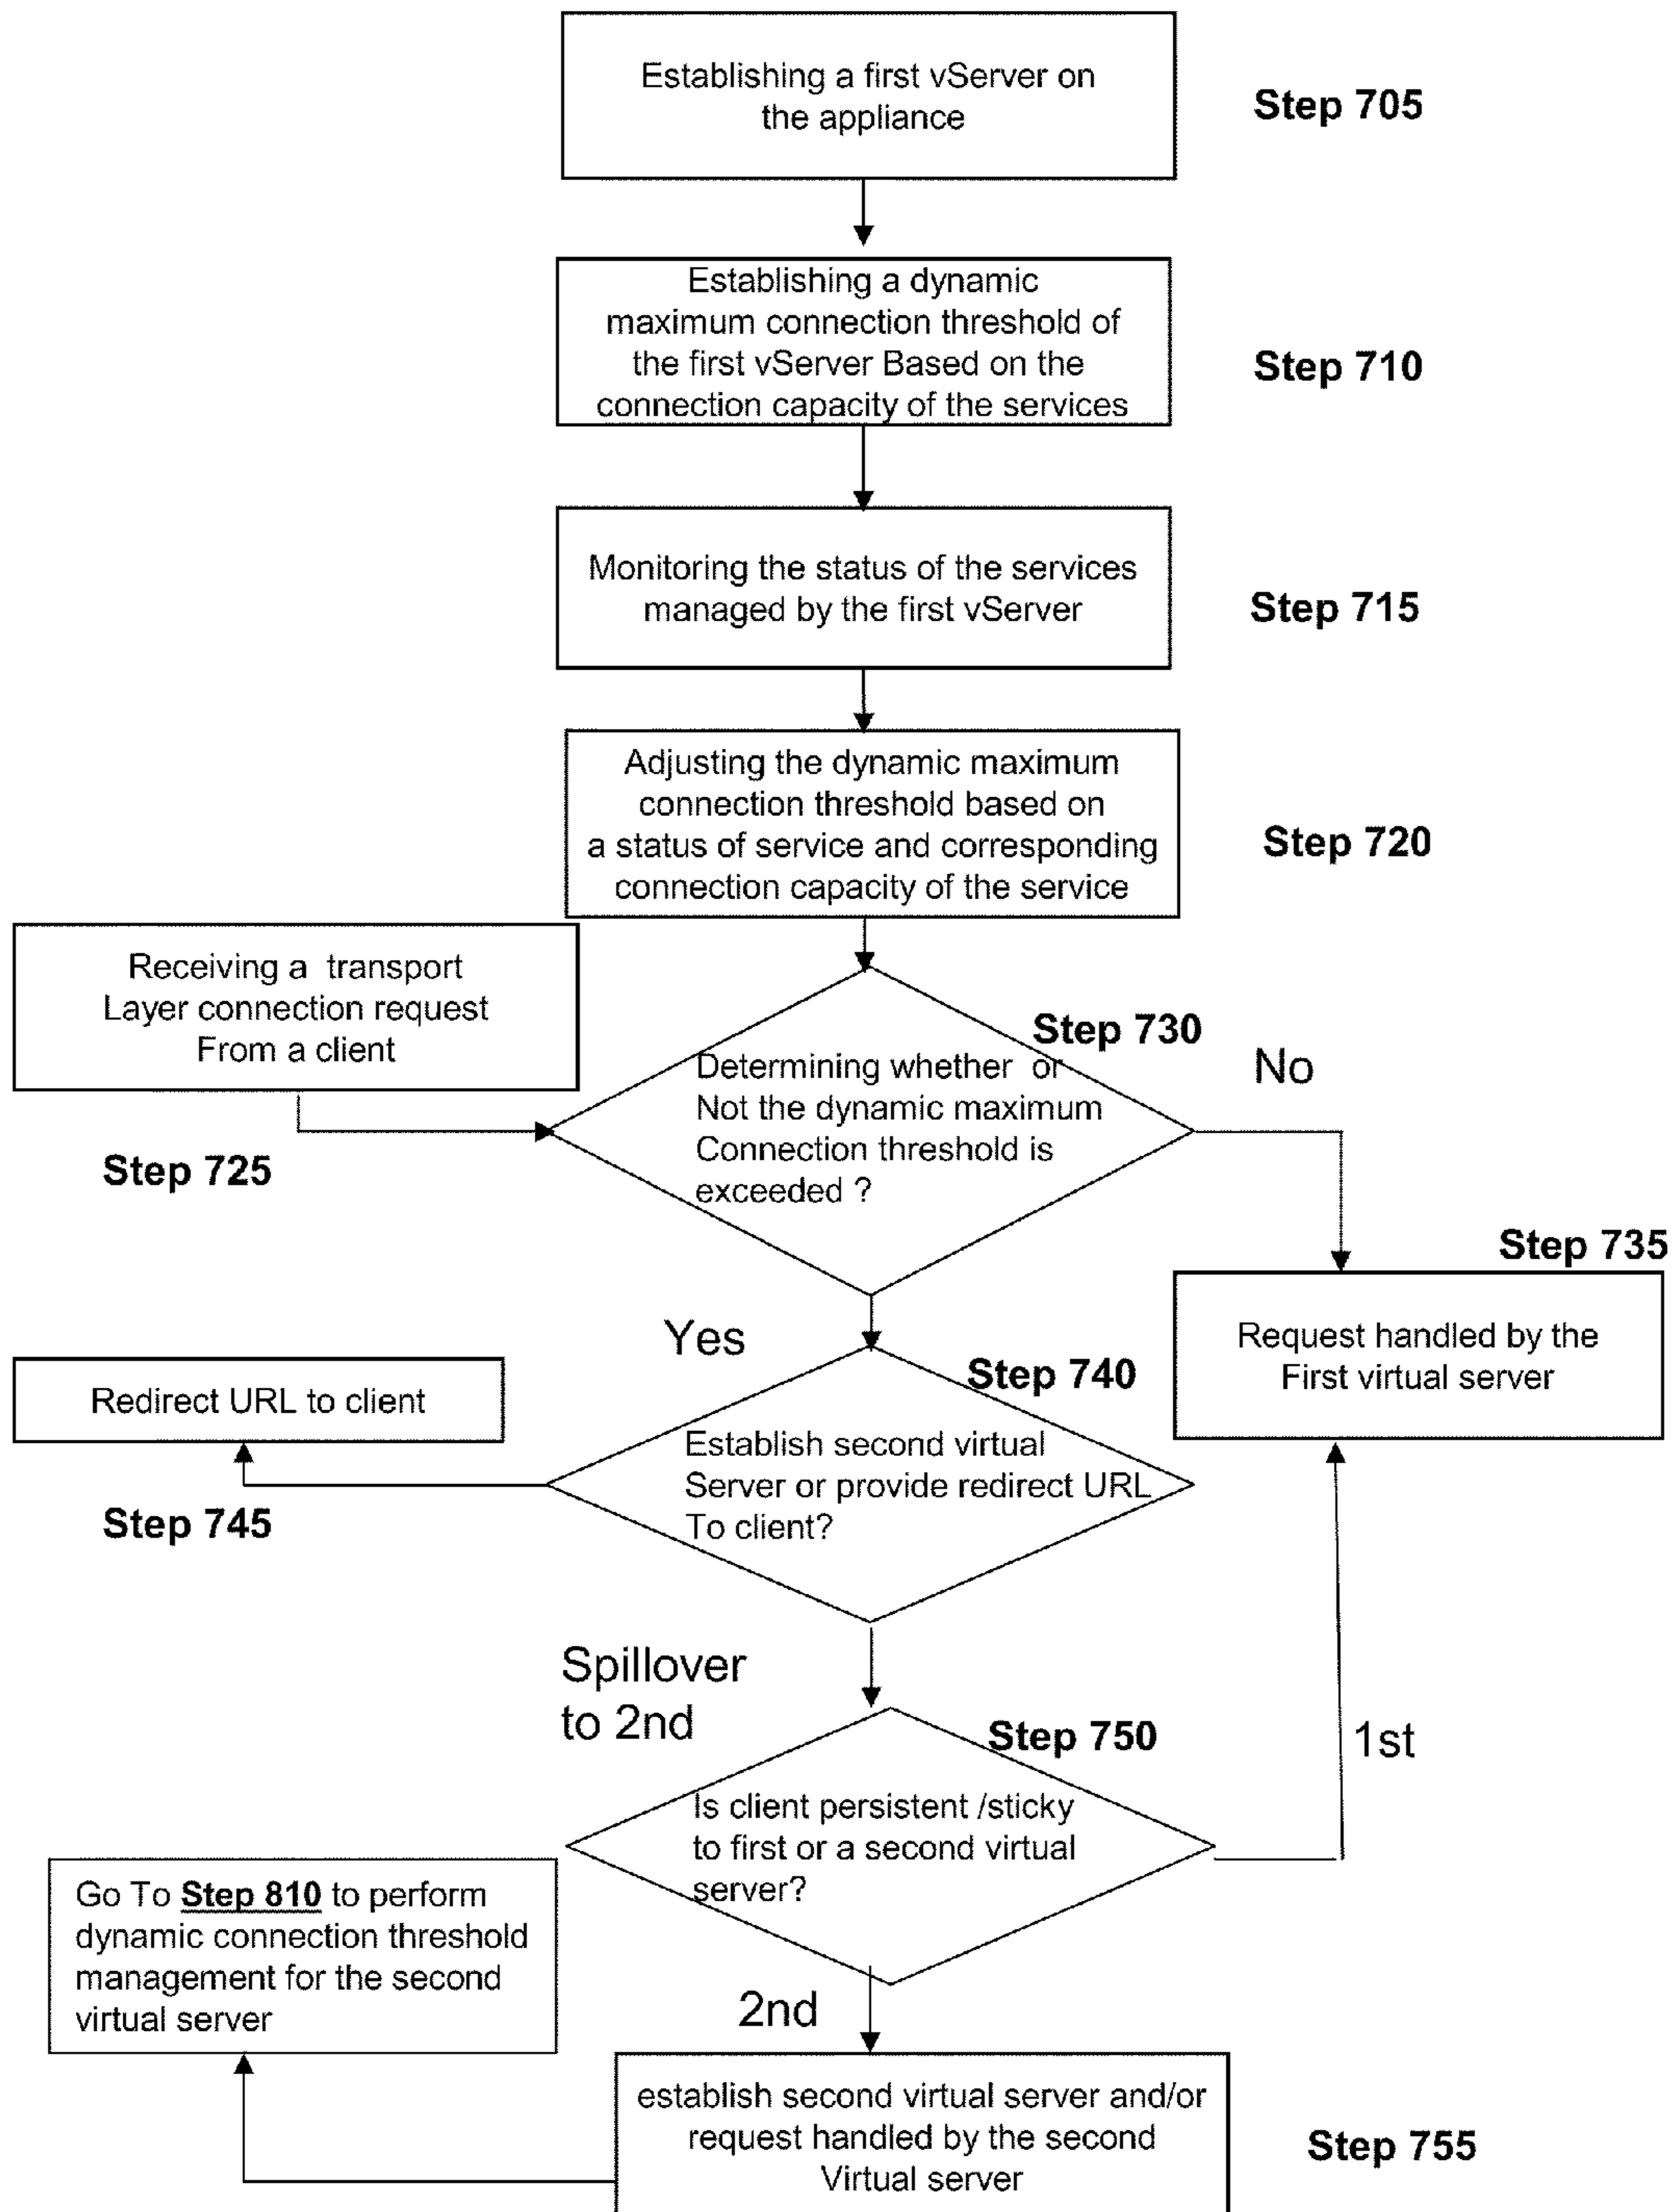 Establishing a first vServer on
the appliance
Step 705
Establishing a dynamic
maximum connection threshold of
the first vServer Based on the
connection capacity of the services
Step 710
Monitoring the status of the services
managed by the first vServer
Step 715
Adjusting the dynamic maximum
connection threshold based on
a status of service and corresponding
connection capacity of the service
Step 720
Receiving a transport
Layer connection request
From a client
Step 725
Step 730
Determining whether or
Not the dynamic maximum
Connection threshold is
exceeded ?
No
Step 735
Request handled by the
First virtual server
Yes
Step 740
Establish second virtual
Server or provide redirect URL
To client?
Redirect URL to client
Step 745
Spillover
to 2nd
Step 750
Is client persistent /sticky
to first or a second virtual
server?
1st
2nd
Go To Step 810 to perform
dynamic connection threshold
management for the second
virtual server
establish second virtual server and/or
request handled by the second
Virtual server
Step 755